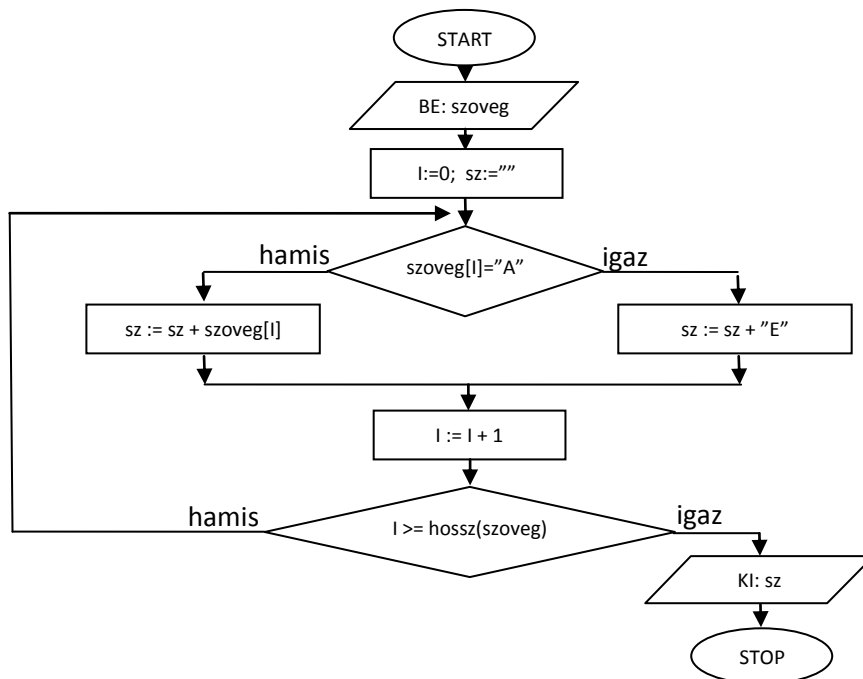 START
BE: szoveg
I:=0; sz:=””
hamis
szoveg[I]=”A”
igaz
sz := sz + szoveg[I]
sz := sz + ”E”
I := I + 1
hamis
I >= hossz(szoveg)
igaz
KI: sz
STOP